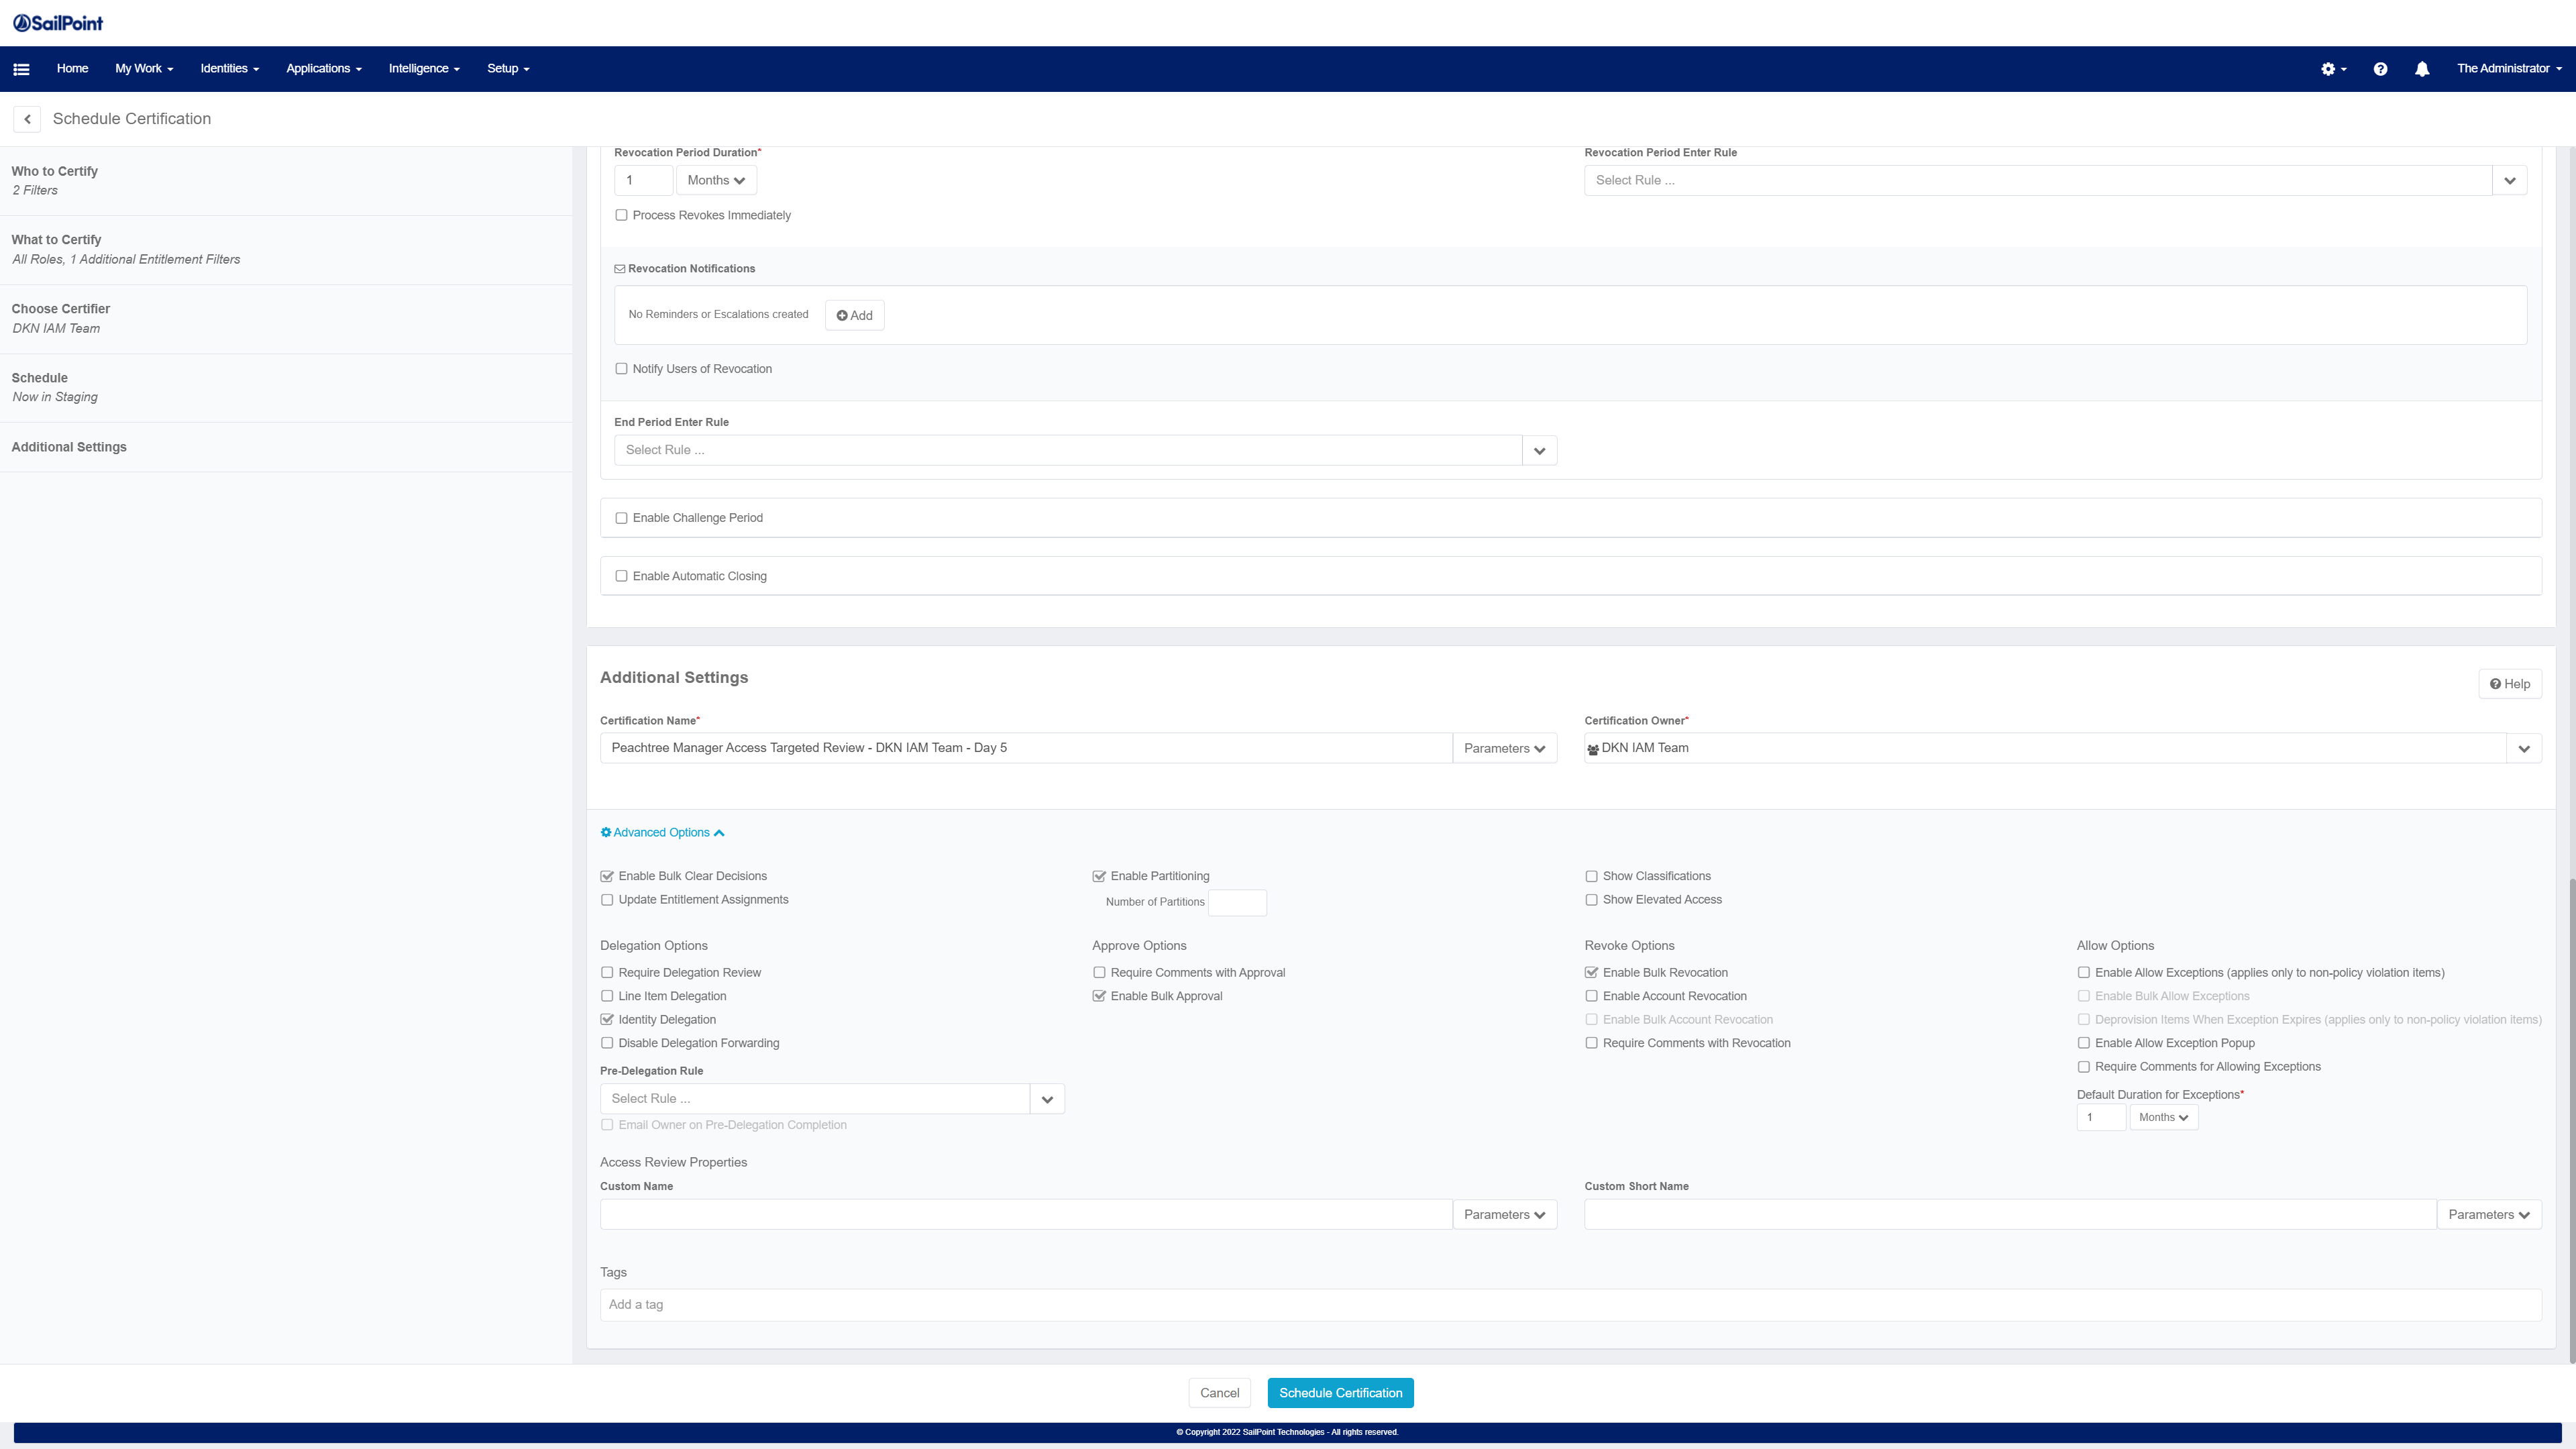 SailPoint
Home My Work Identities Applications Intelligence Setup The Administrator
Schedule Certification
Who to Certify
2 Filters
What to Certify
All Roles, 1 Additional Entitlement Filters
Choose Certifier
DKN IAM Team
Schedule
Now in Staging
Additional Settings
Revocation Period Duration* Revocation Period Enter Rule
1 Months Select Rule ...
Process Revokes Immediately
Revocation Notifications
No Reminders or Escalations created Add
Notify Users of Revocation
End Period Enter Rule
Select Rule ...
Enable Challenge Period
Enable Automatic Closing
Additional Settings
Help
Certification Name* Certification Owner*
Peachtree Manager Access Targeted Review - DKN IAM Team - Day 5 Parameters DKN IAM Team
Advanced Options
Enable Bulk Clear Decisions Enable Partitioning Show Classifications
Update Entitlement Assignments Number of Partitions Show Elevated Access
Delegation Options Approve Options Revoke Options Allow Options
Require Delegation Review Require Comments with Approval Enable Bulk Revocation Enable Allow Exceptions (applies only to non-policy violation items)
Line Item Delegation Enable Bulk Approval Enable Account Revocation Enable Bulk Allow Exceptions
Identity Delegation Enable Bulk Account Revocation Deprovision Items When Exception Expires (applies only to non-policy violation items)
Disable Delegation Forwarding Require Comments with Revocation Enable Allow Exception Popup
Pre-Delegation Rule Require Comments for Allowing Exceptions
Select Rule ... Default Duration for Exceptions*
Email Owner on Pre-Delegation Completion 1 Months
Access Review Properties
Custom Name Custom Short Name
Parameters Parameters
Tags
Add a tag
Cancel Schedule Certification
© Copyright 2022 SailPoint Technologies - All rights reserved.